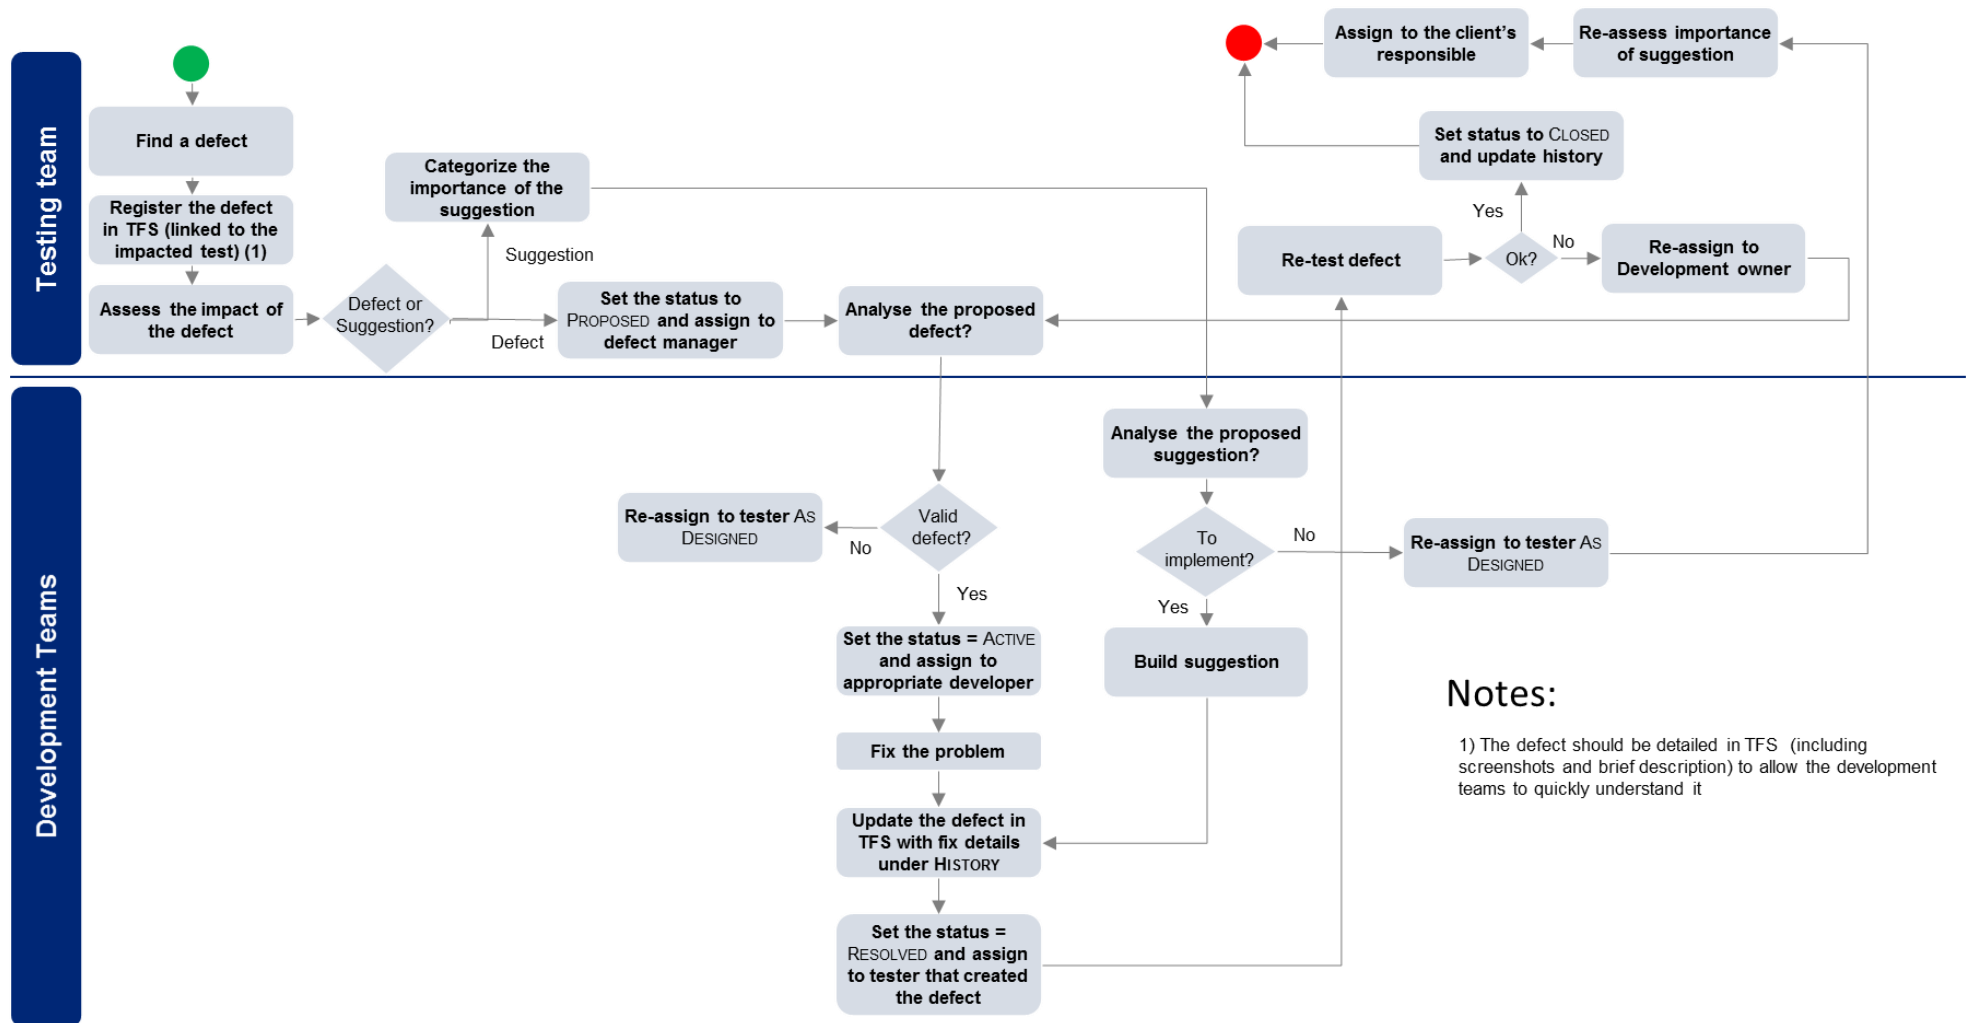 Testing team
Find a defect
Register the defect
in TFS (linked to the
impacted test) (1)
Assess the impact of
the defect
Defect or
Suggestion?
Categorize the
importance of the
suggestion
Suggestion
Defect
Set the status to
PROPOSED and assign to
defect manager
Analyse the proposed
defect?
Assign to the client's
responsible
Re-assess importance
of suggestion
Set status to CLOSED
and update history
Yes
Re-test defect
Ok?
No
Re-assign to
Development owner
Development Teams
Analyse the proposed
suggestion?
Re-assign to tester AS
DESIGNED
No
Valid
defect?
Yes
To
implement?
No
Re-assign to tester AS
DESIGNED
Yes
Set the status = ACTIVE
and assign to
appropriate developer
Build suggestion
Fix the problem
Update the defect in
TFS with fix details
under HISTORY
Set the status =
RESOLVED and assign
to tester that created
the defect
Notes:
1) The defect should be detailed in TFS (including
screenshots and brief description) to allow the development
teams to quickly understand it